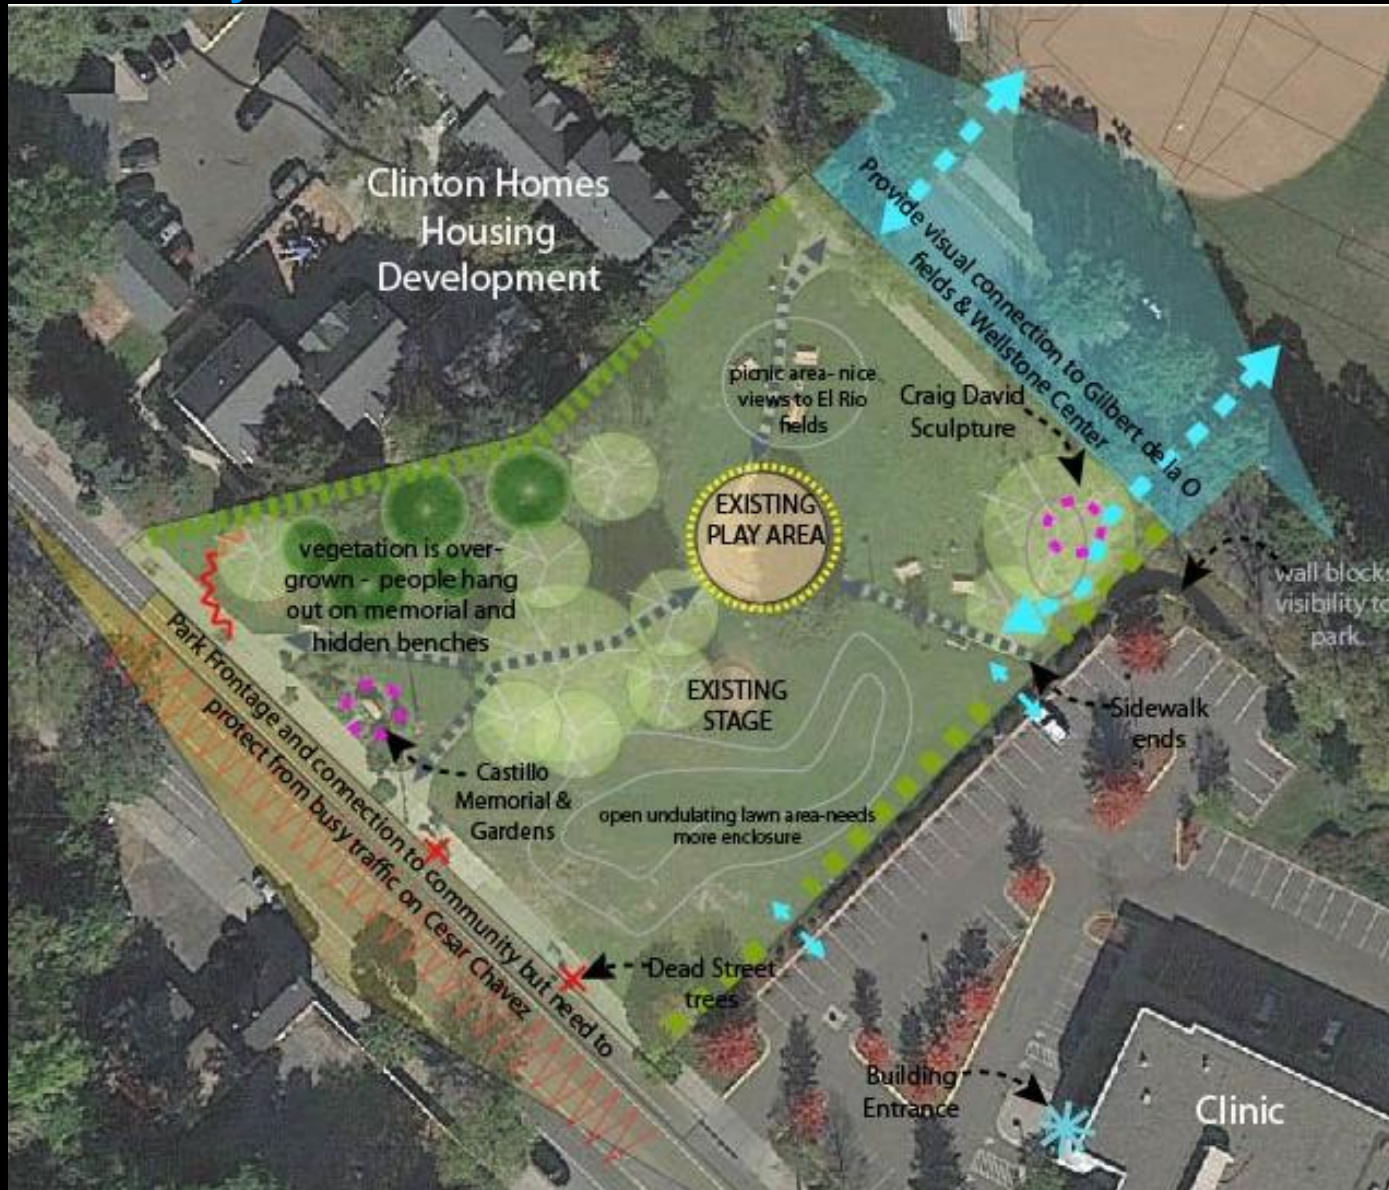 Clinton Homes
Housing
Development
Provide visual connection to Gilbert de la O
fields & Wellstone Center
picnic area- nice
views to El Rio
fields
Craig David
Sculpture
EXISTING
PLAY AREA
vegetation is over-
grown - people hang
out on memorial and
hidden benches
wall blocks
visibility to
park.
Park Frontage and connection to community but need to
protect from busy traffic on Cesar Chavez
EXISTING
STAGE
Sidewalk
ends
Castillo
Memorial &
Gardens
open undulating lawn area-needs
more enclosure
Dead Street
trees
Building
Entrance
Clinic